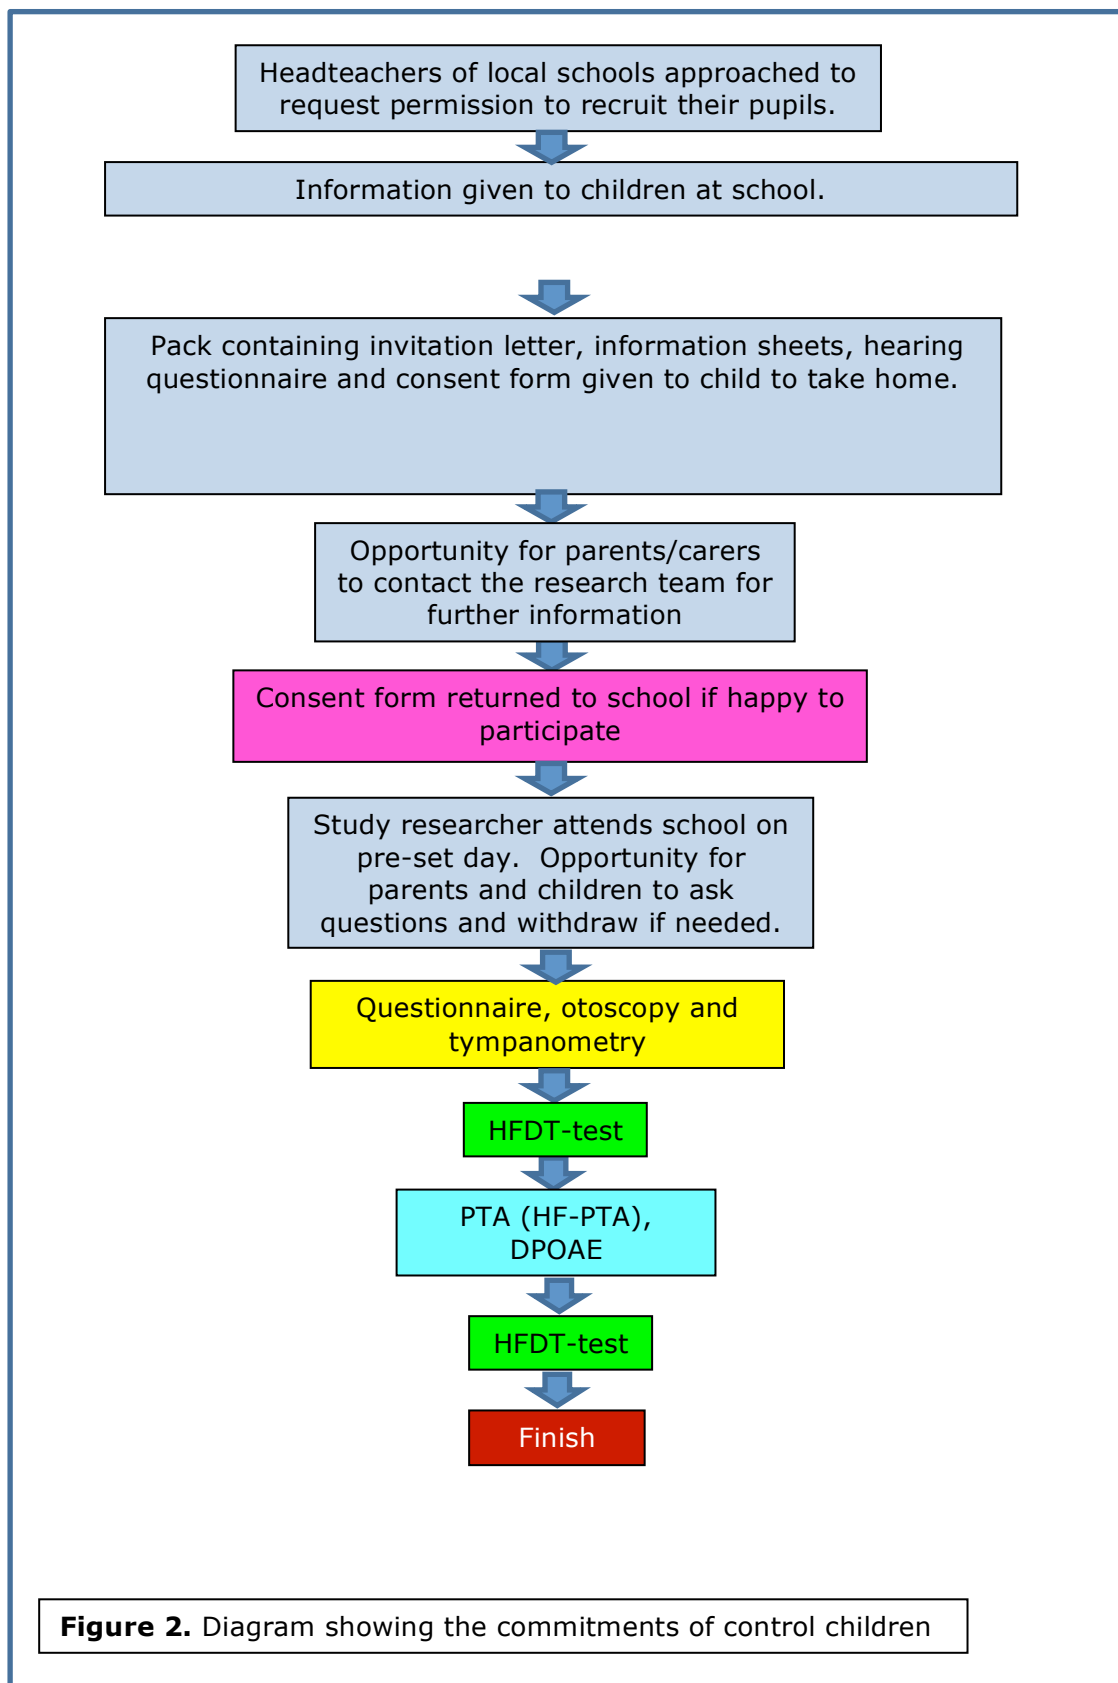 Headteachers of local schools approached to
request permission to recruit their pupils.
Information given to children at school.
Pack containing invitation letter, information sheets, hearing
questionnaire and consent form given to child to take home.
Opportunity for parents/carers
to contact the research team for
further information
Consent form returned to school if happy to
participate
Study researcher attends school on
pre-set day.  Opportunity for
parents and children to ask
questions and withdraw if needed.
Questionnaire, otoscopy and
tympanometry
HFDT-test
PTA (HF-PTA),
DPOAE
HFDT-test
Finish
Figure 2. Diagram showing the commitments of control children